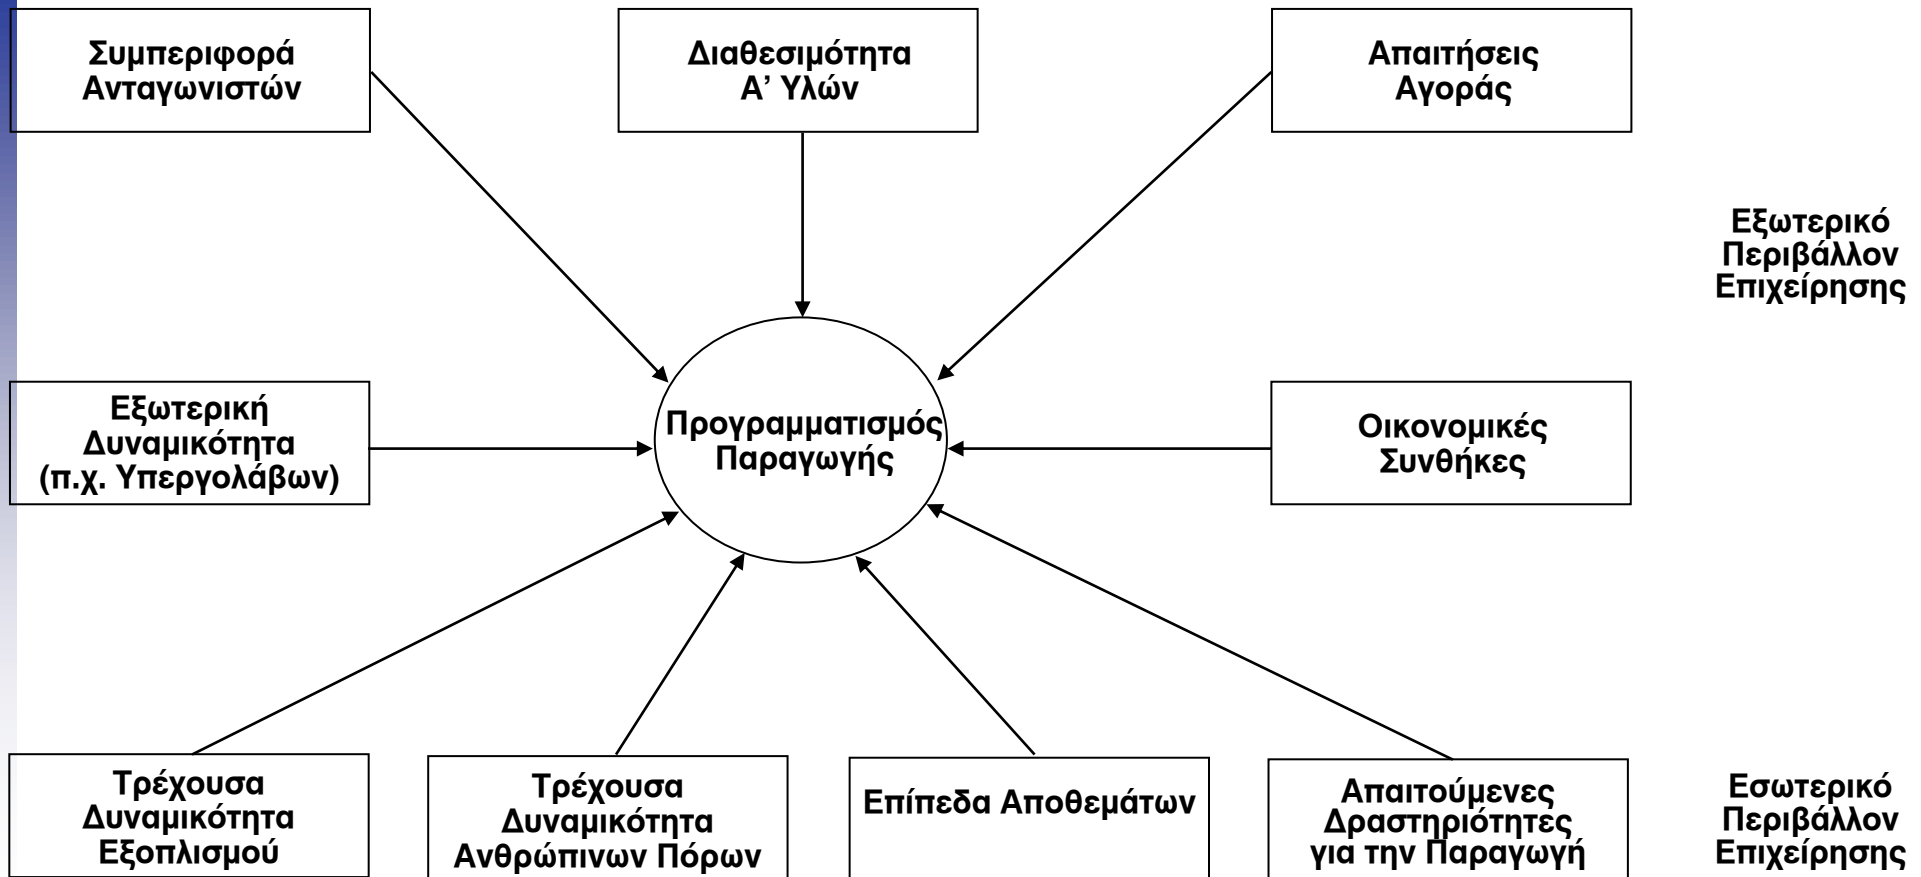 Συμπεριφορά
Ανταγωνιστών
Διαθεσιμότητα
Α’ Υλών
Απαιτήσεις
Αγοράς
Εξωτερικό
Περιβάλλον
Επιχείρησης
Εξωτερική
Δυναμικότητα
(π.χ. Υπεργολάβων)
Προγραμματισμός
Παραγωγής
Οικονομικές
Συνθήκες
Τρέχουσα
Δυναμικότητα
Εξοπλισμού
Τρέχουσα
Δυναμικότητα
Ανθρώπινων Πόρων
Επίπεδα Αποθεμάτων
Απαιτούμενες
Δραστηριότητες
για την Παραγωγή
Εσωτερικό
Περιβάλλον
Επιχείρησης